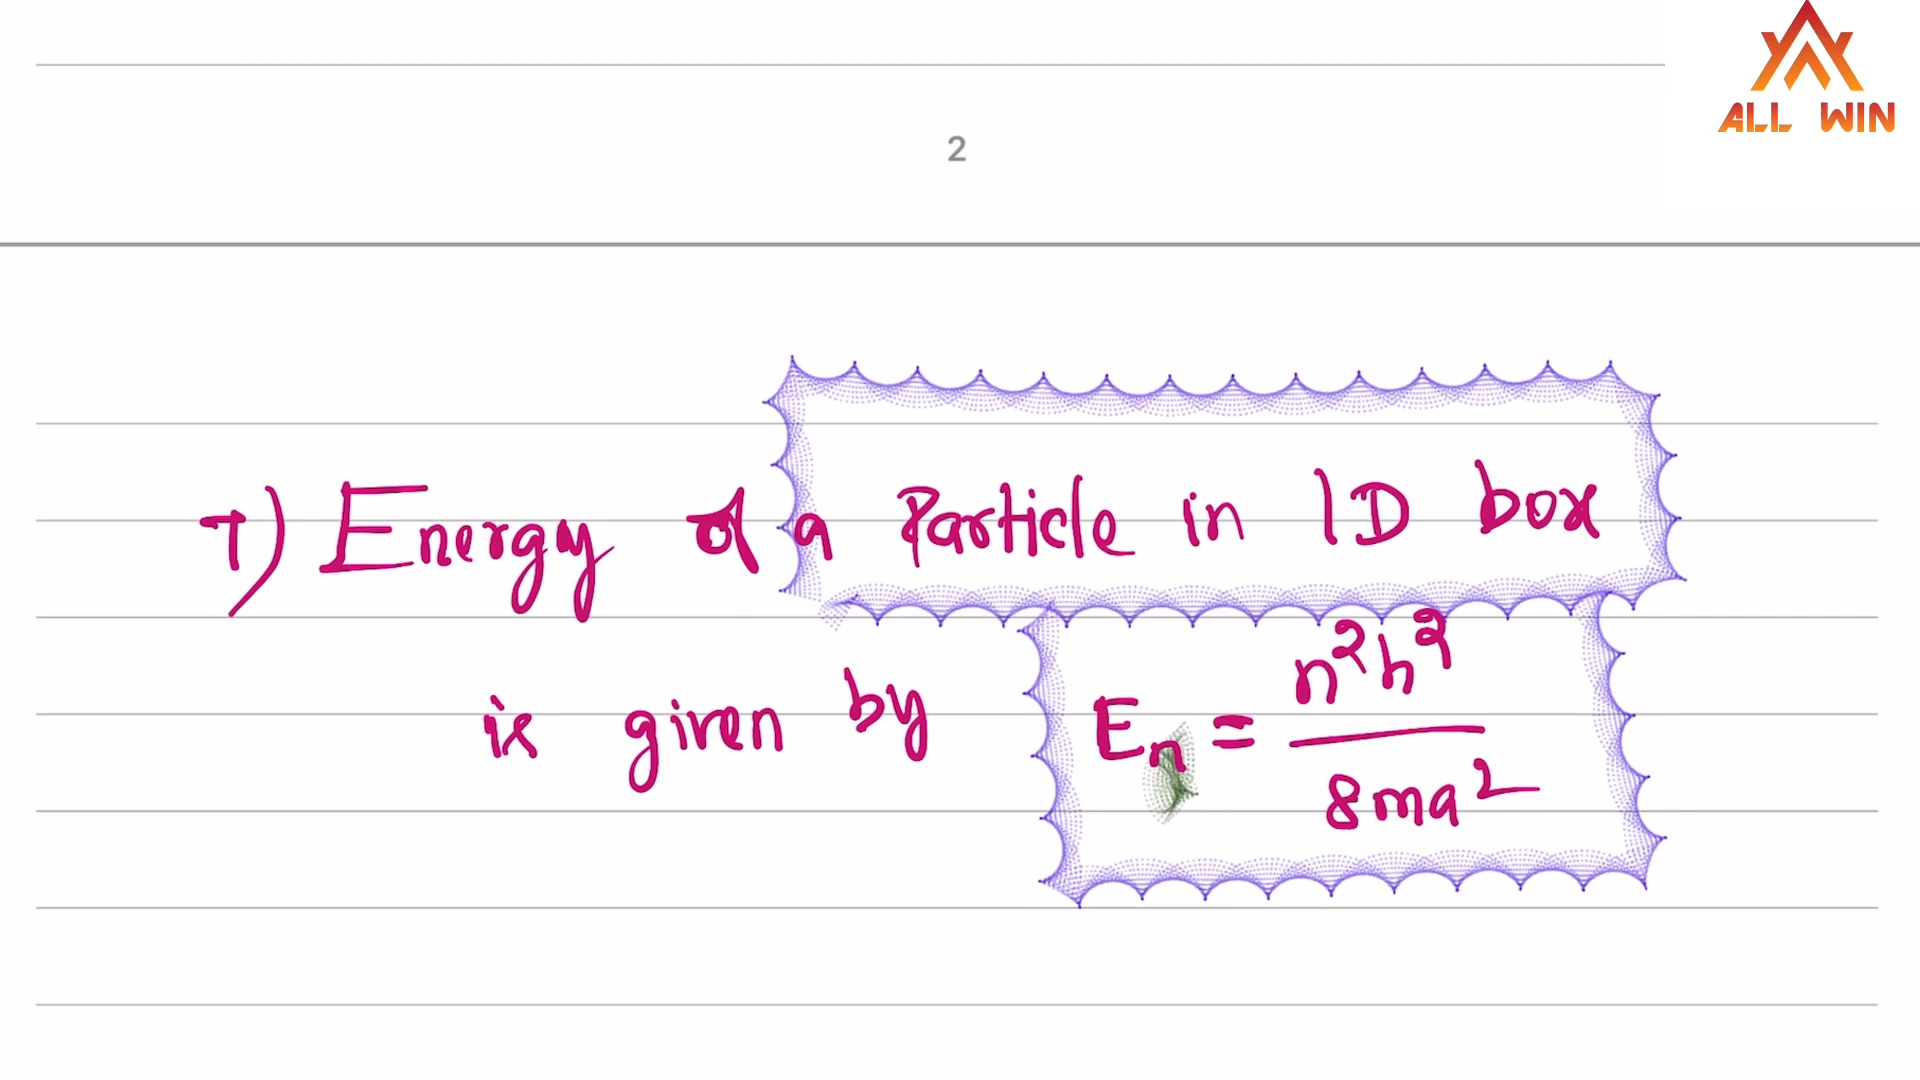 ALL WIN
2
7) Energy of a Particle in 1D box
is given by Eₙ = n²h² / 8ma²